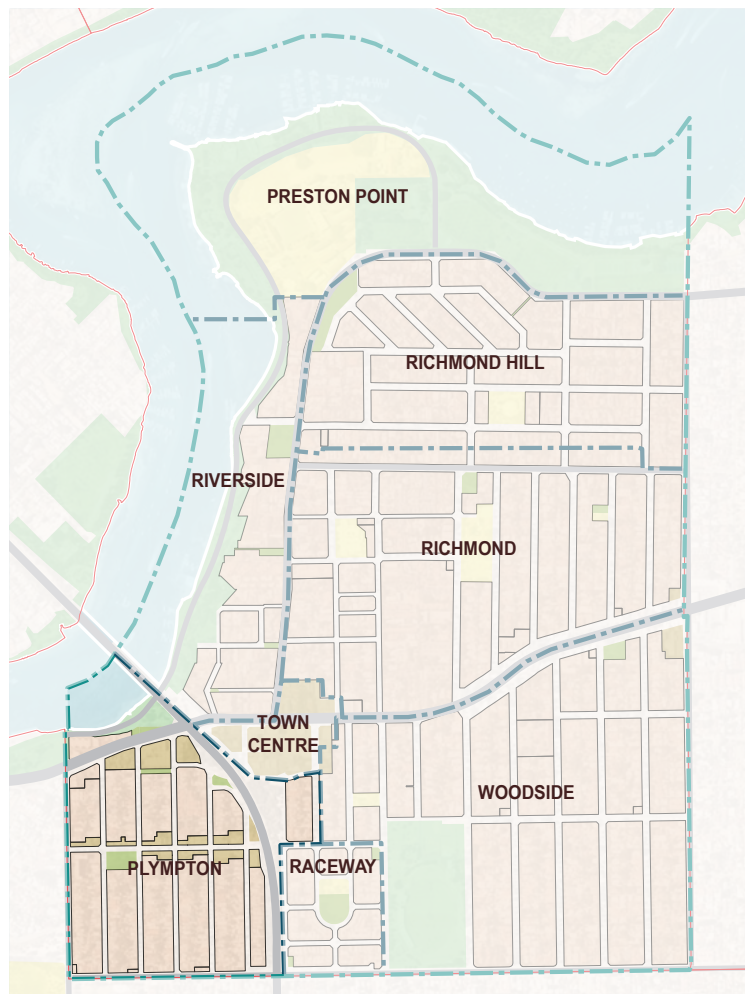 PRESTON POINT
RICHMOND HILL
RIVERSIDE
RICHMOND
TOWN
CENTRE
WOODSIDE
PLYMPTON
RACEWAY